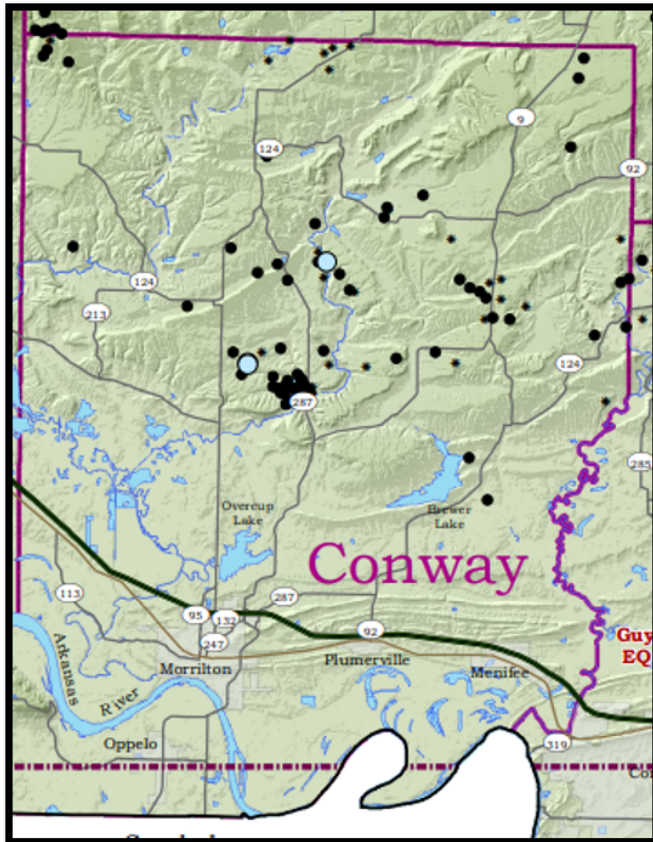 9
124
92
124
213
124
287
285
Overcup
Lake
Brewer
Lake
Conway
113
287
95
132
92
247
Guy
EQ
Morrilton
Plumerville
Menifee
Arkansas
River
Oppelo
319